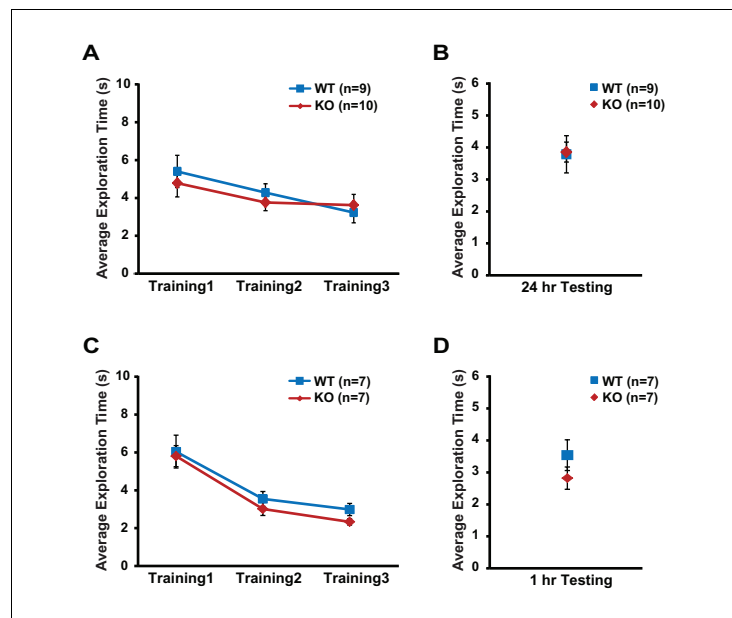 A
Average Exploration Time (s)
10
8
6
4
2
0
WT (n=9)
KO (n=10)
Training1 Training2 Training3
B
Average Exploration Time (s)
6
5
4
3
2
1
0
WT (n=9)
KO (n=10)
24 hr Testing
C
Average Exploration Time (s)
10
8
6
4
2
0
WT (n=7)
KO (n=7)
Training1 Training2 Training3
D
Average Exploration Time (s)
6
5
4
3
2
1
0
WT (n=7)
KO (n=7)
1 hr Testing